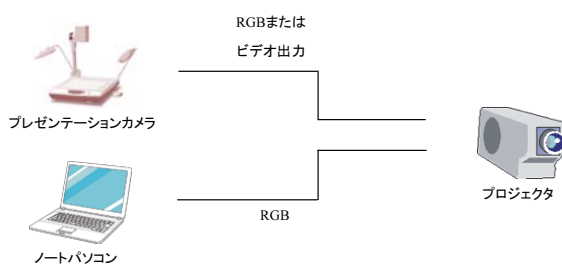 RGBまたは
ビデオ出力
プレゼンテーションカメラ
プロジェクタ
RGB
ノートパソコン